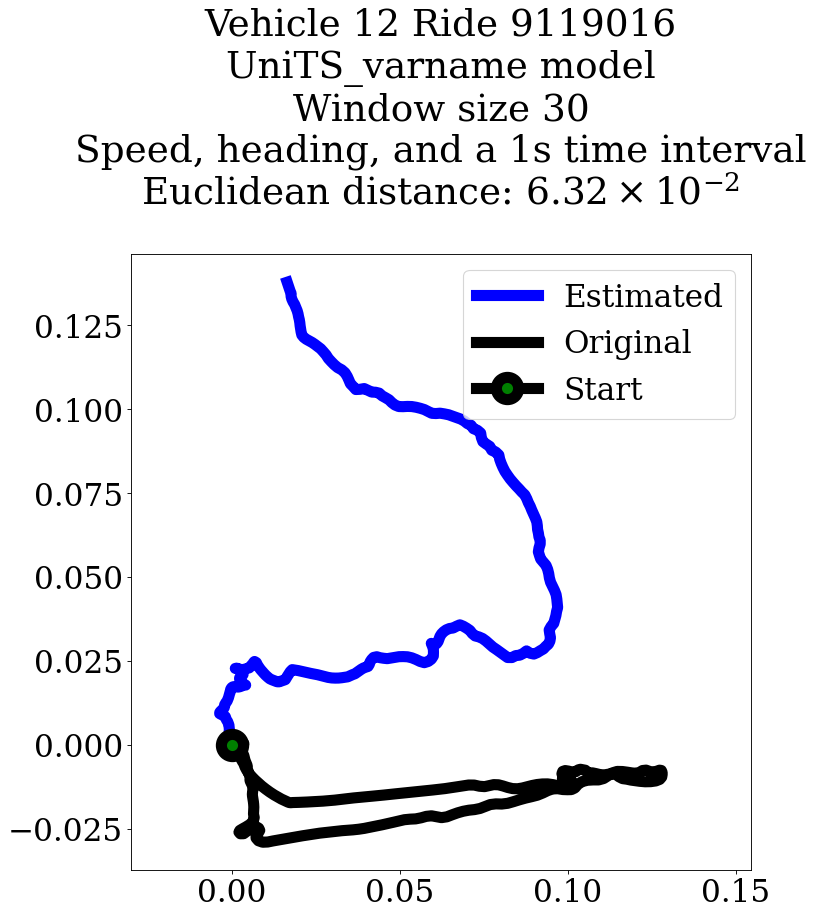 Vehicle 12 Ride 9119016
UniTS_varname model
Window size 30
Speed, heading, and a 1s time interval
Euclidean distance: 6.32 × 10⁻²
Estimated
Original
Start
0.125
0.100
0.075
0.050
0.025
0.000
−0.025
0.00 0.05 0.10 0.15